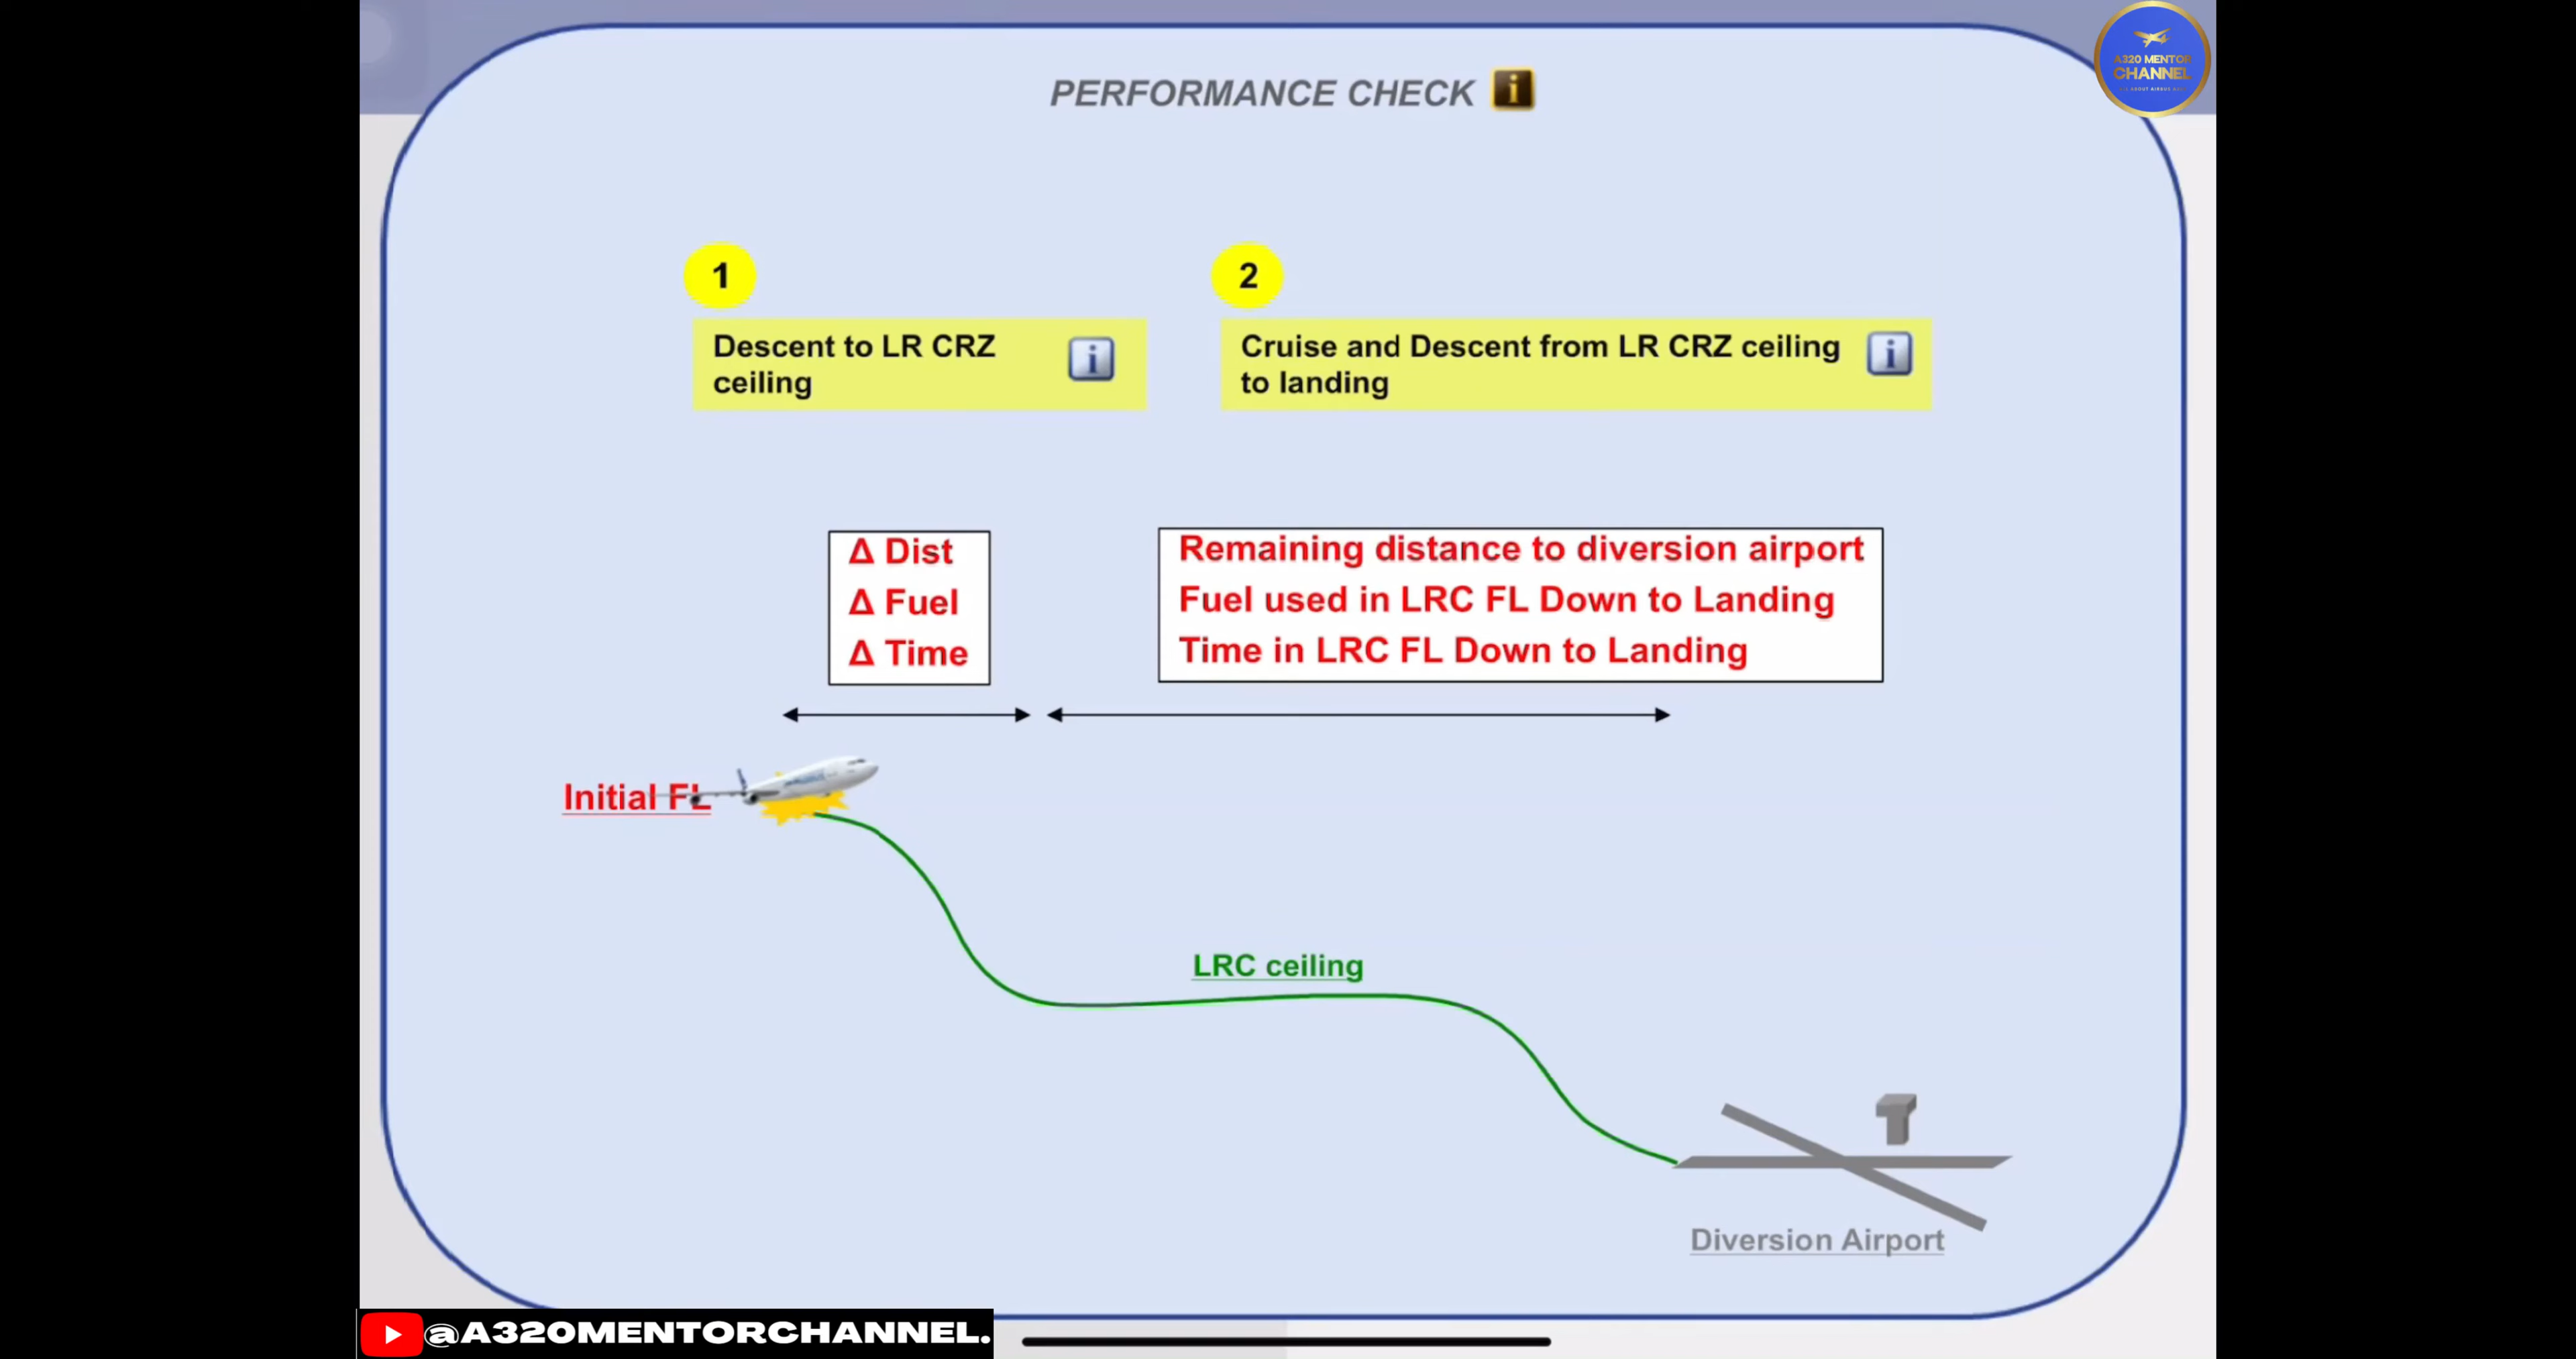 PERFORMANCE CHECK i
A320 MENTOR
CHANNEL
1
2
Descent to LR CRZ
ceiling
i
Cruise and Descent from LR CRZ ceiling
to landing
i
Δ Dist
Δ Fuel
Δ Time
Remaining distance to diversion airport
Fuel used in LRC FL Down to Landing
Time in LRC FL Down to Landing
Initial FL
LRC ceiling
Diversion Airport
@A320MENTORCHANNEL.